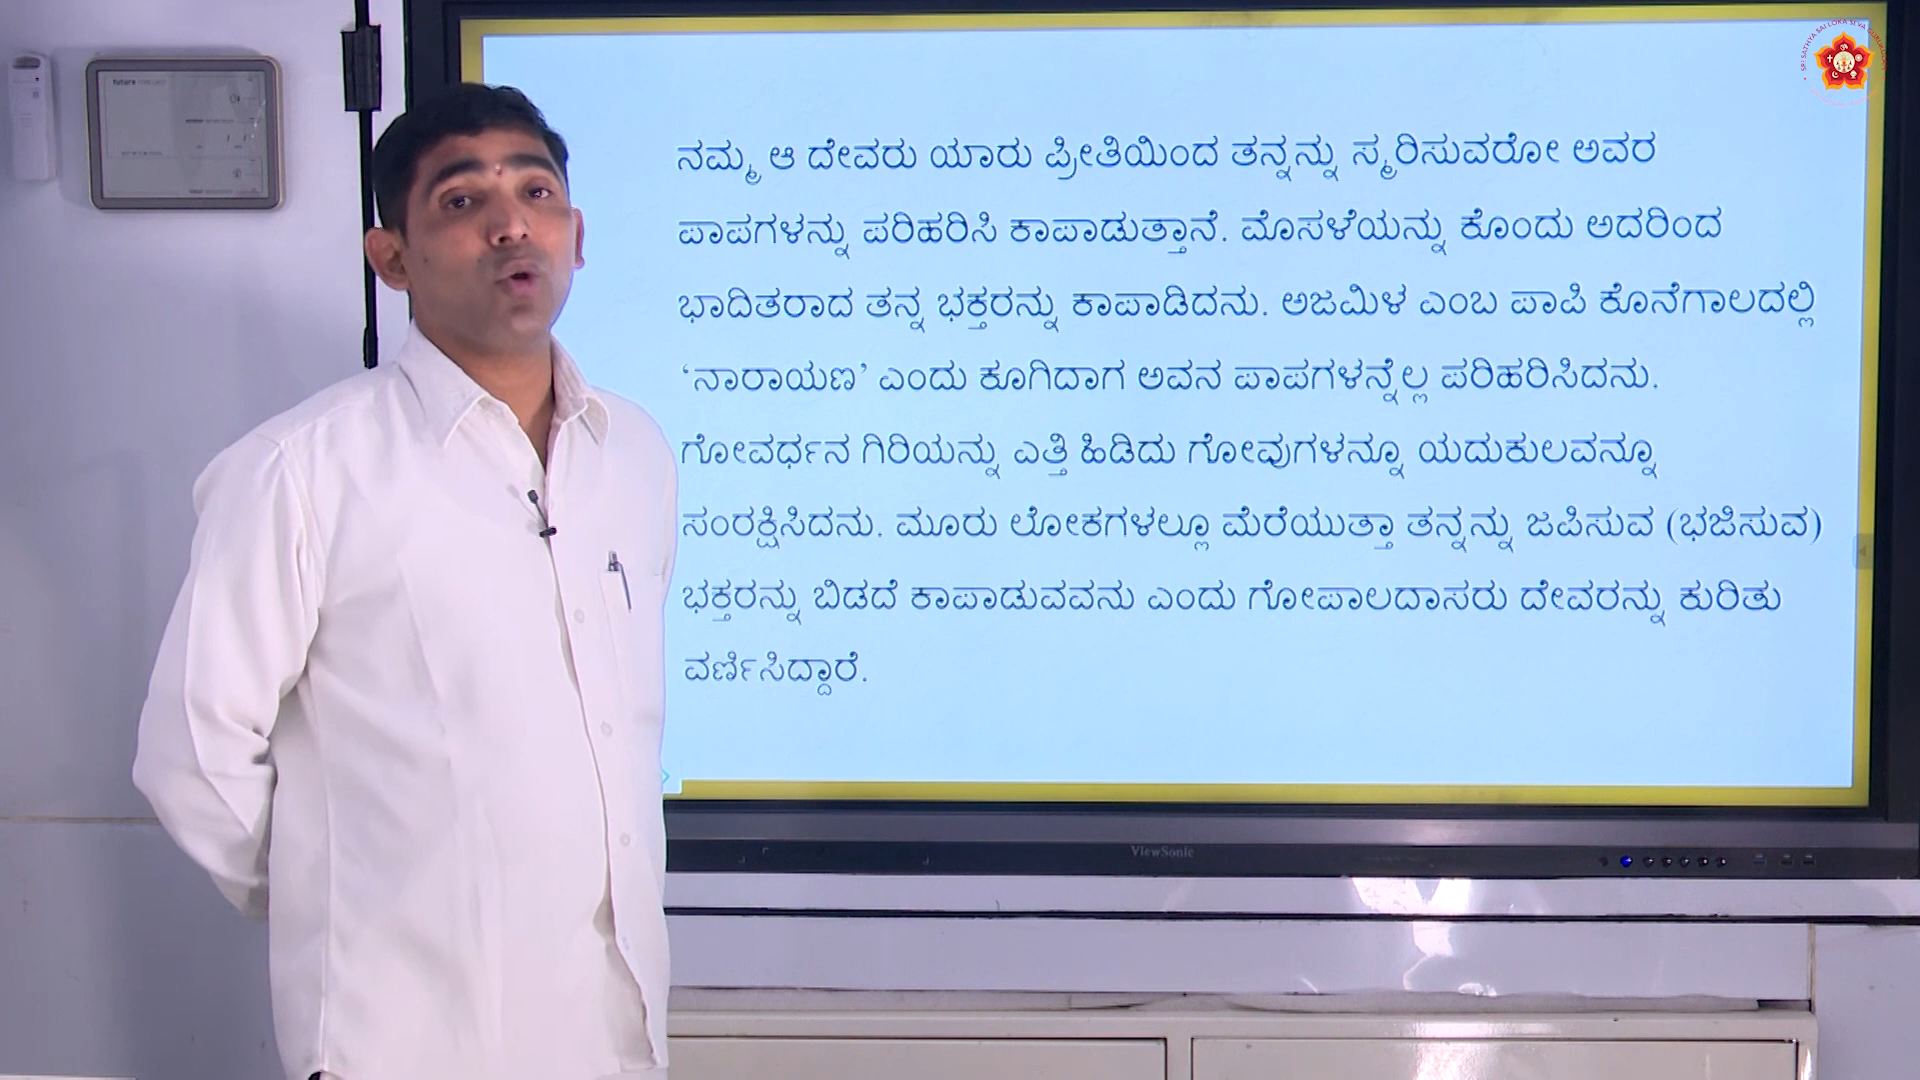 ನಮ್ಮ ಆ ದೇವರು ಯಾರು ಪ್ರೀತಿಯಿಂದ ತನ್ನನ್ನು ಸ್ಮರಿಸುವರೋ ಅವರ
ಪಾಪಗಳನ್ನು ಪರಿಹರಿಸಿ ಕಾಪಾಡುತ್ತಾನೆ. ಮೊಸಳೆಯನ್ನು ಕೊಂದು ಅದರಿಂದ
ಭಾದಿತರಾದ ತನ್ನ ಭಕ್ತರನ್ನು ಕಾಪಾಡಿದನು. ಅಜಮಿಳ ಎಂಬ ಪಾಪಿ ಕೊನೆಗಾಲದಲ್ಲಿ
‘ನಾರಾಯಣ’ ಎಂದು ಕೂಗಿದಾಗ ಅವನ ಪಾಪಗಳನ್ನೆಲ್ಲ ಪರಿಹರಿಸಿದನು.
ಗೋವರ್ಧನ ಗಿರಿಯನ್ನು ಎತ್ತಿ ಹಿಡಿದು ಗೋವುಗಳನ್ನೂ ಯದುಕುಲವನ್ನೂ
ಸಂರಕ್ಷಿಸಿದನು. ಮೂರು ಲೋಕಗಳಲ್ಲೂ ಮೆರೆಯುತ್ತಾ ತನ್ನನ್ನು ಜಪಿಸುವ (ಭಜಿಸುವ)
ಭಕ್ತರನ್ನು ಬಿಡದೆ ಕಾಪಾಡುವವನು ಎಂದು ಗೋಪಾಲದಾಸರು ದೇವರನ್ನು ಕುರಿತು
ವರ್ಣಿಸಿದ್ದಾರೆ.
ViewSonic